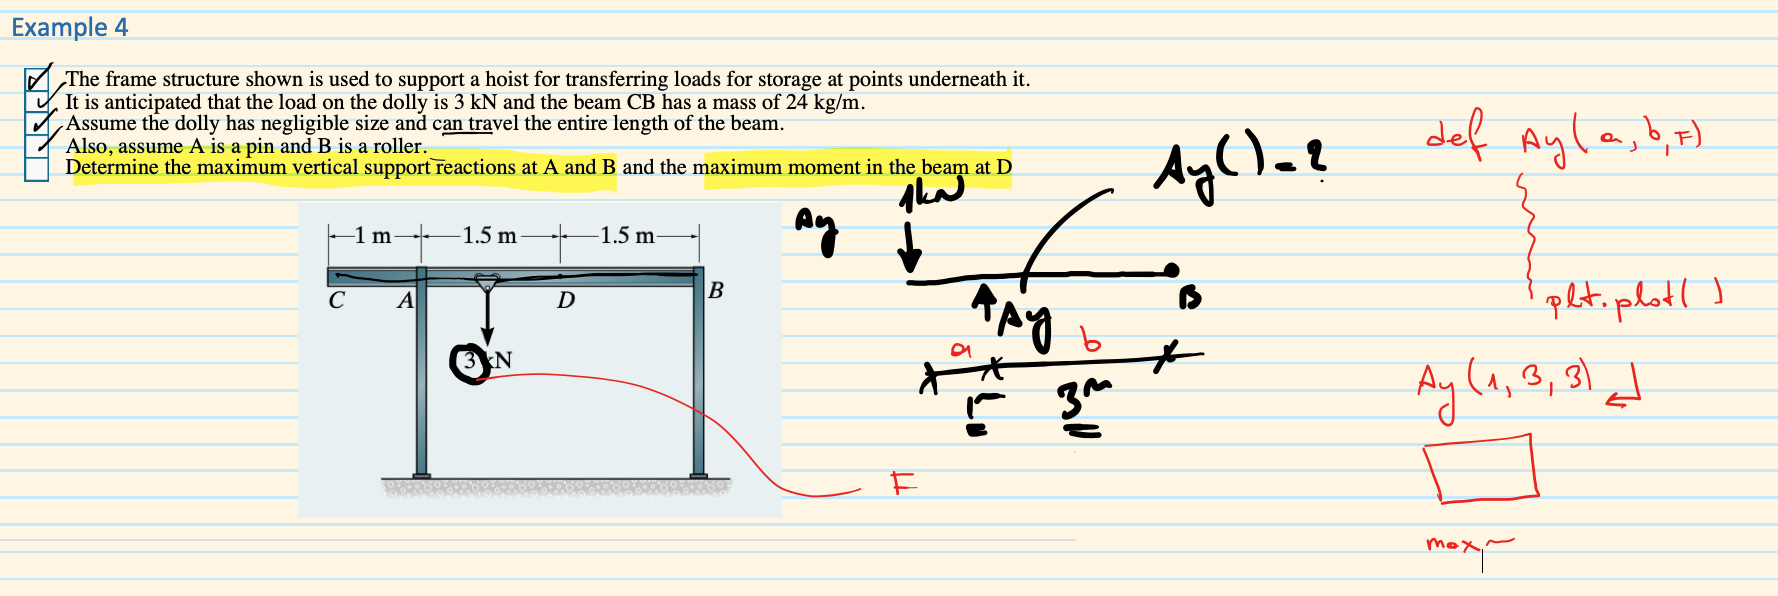 Example 4
The frame structure shown is used to support a hoist for transferring loads for storage at points underneath it.
It is anticipated that the load on the dolly is 3 kN and the beam CB has a mass of 24 kg/m.
Assume the dolly has negligible size and can travel the entire length of the beam.
Also, assume A is a pin and B is a roller.
Determine the maximum vertical support reactions at A and B and the maximum moment in the beam at D
1 m 1.5 m 1.5 m
C A D B
3 kN
Ay
1kN
Ay
B
a b
1m 3m
F
Ay()=?
def Ay(a,b,F)
plt.plot( )
Ay(1,3,3)
max